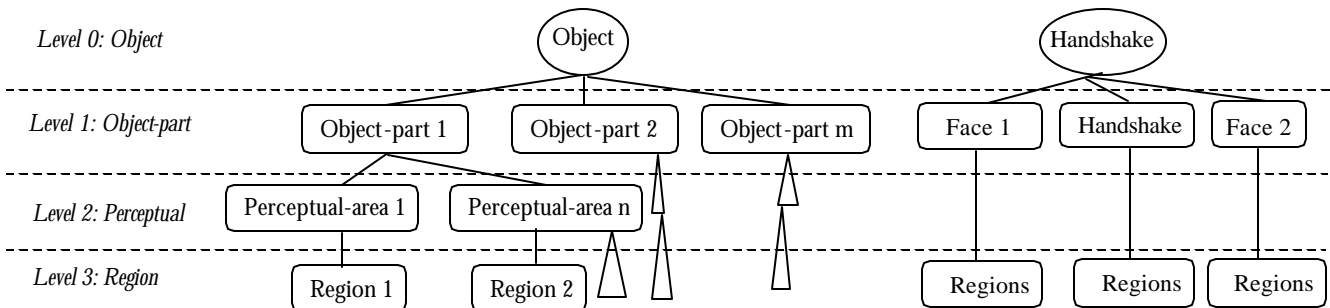 Level 0: Object
Object
Handshake
Level 1: Object-part
Object-part 1
Object-part 2
Object-part m
Face 1
Handshake
Face 2
Level 2: Perceptual
Perceptual-area 1
Perceptual-area n
Level 3: Region
Region 1
Region 2
Regions
Regions
Regions